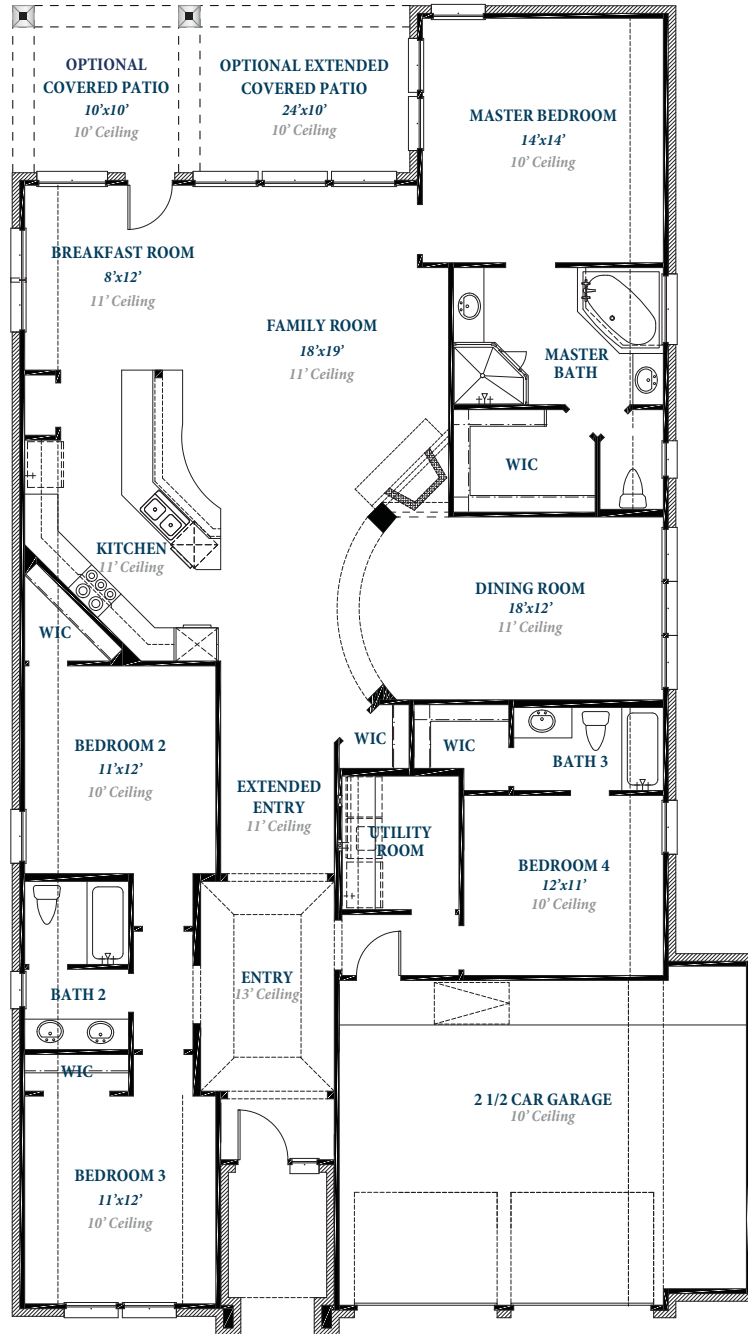 OPTIONAL
COVERED PATIO
10'x10'
10' Ceiling
OPTIONAL EXTENDED
COVERED PATIO
24'x10'
10' Ceiling
MASTER BEDROOM
14'x14'
10' Ceiling
BREAKFAST ROOM
8'x12'
11' Ceiling
FAMILY ROOM
18'x19'
11' Ceiling
MASTER
BATH
WIC
KITCHEN
11' Ceiling
DINING ROOM
18'x12'
11' Ceiling
WIC
BEDROOM 2
11'x12'
10' Ceiling
WIC
WIC
BATH 3
EXTENDED
ENTRY
11' Ceiling
UTILITY
ROOM
BEDROOM 4
12'x11'
10' Ceiling
ENTRY
13' Ceiling
BATH 2
WIC
2 1/2 CAR GARAGE
10' Ceiling
BEDROOM 3
11'x12'
10' Ceiling